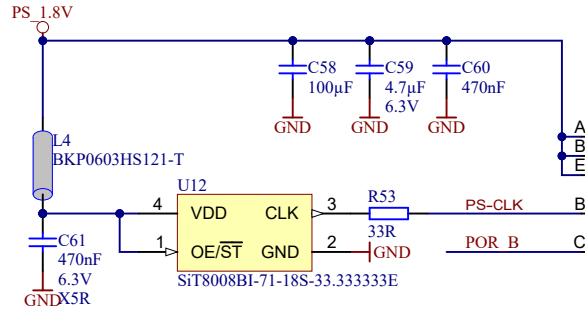 PS_1.8V
C58
100µF
GND
C59
4.7µF
6.3V
GND
C60
470nF
GND
L4
BKP0603HS121-T
A
B
E
U12
4
VDD
CLK
3
R53
33R
PS-CLK
B
1
OE/ST
GND
2
GND
POR_B
C
SiT8008BI-71-18S-33.333333E
C61
470nF
6.3V
X5R
GND